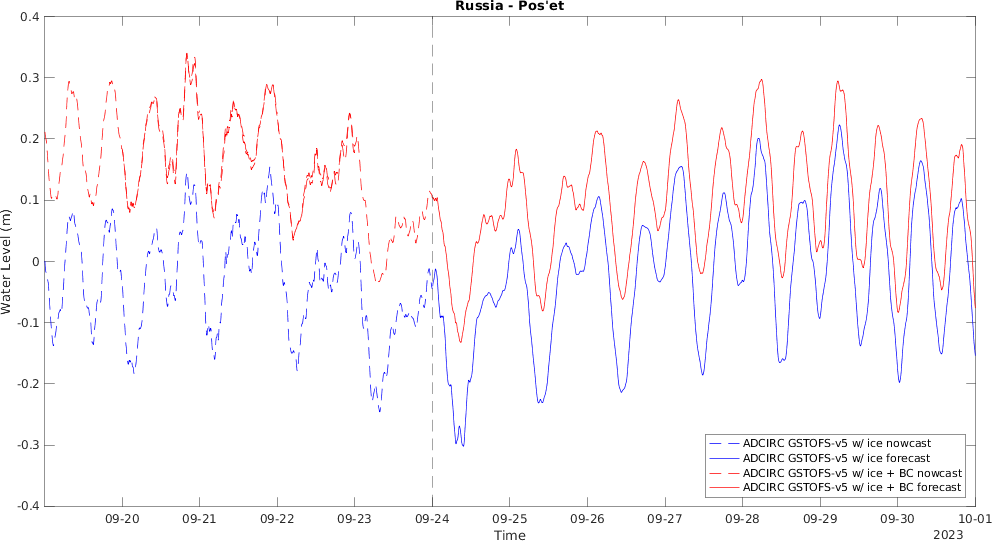 Russia - Pos'et
0.4
0.3
0.2
0.1
0
-0.1
-0.2
-0.3
-0.4
Water Level (m)
09-20 09-21 09-22 09-23 09-24 09-25 09-26 09-27 09-28 09-29 09-30 10-01
Time
2023
ADCIRC GSTOFS-v5 w/ ice nowcast
ADCIRC GSTOFS-v5 w/ ice forecast
ADCIRC GSTOFS-v5 w/ ice + BC nowcast
ADCIRC GSTOFS-v5 w/ ice + BC forecast